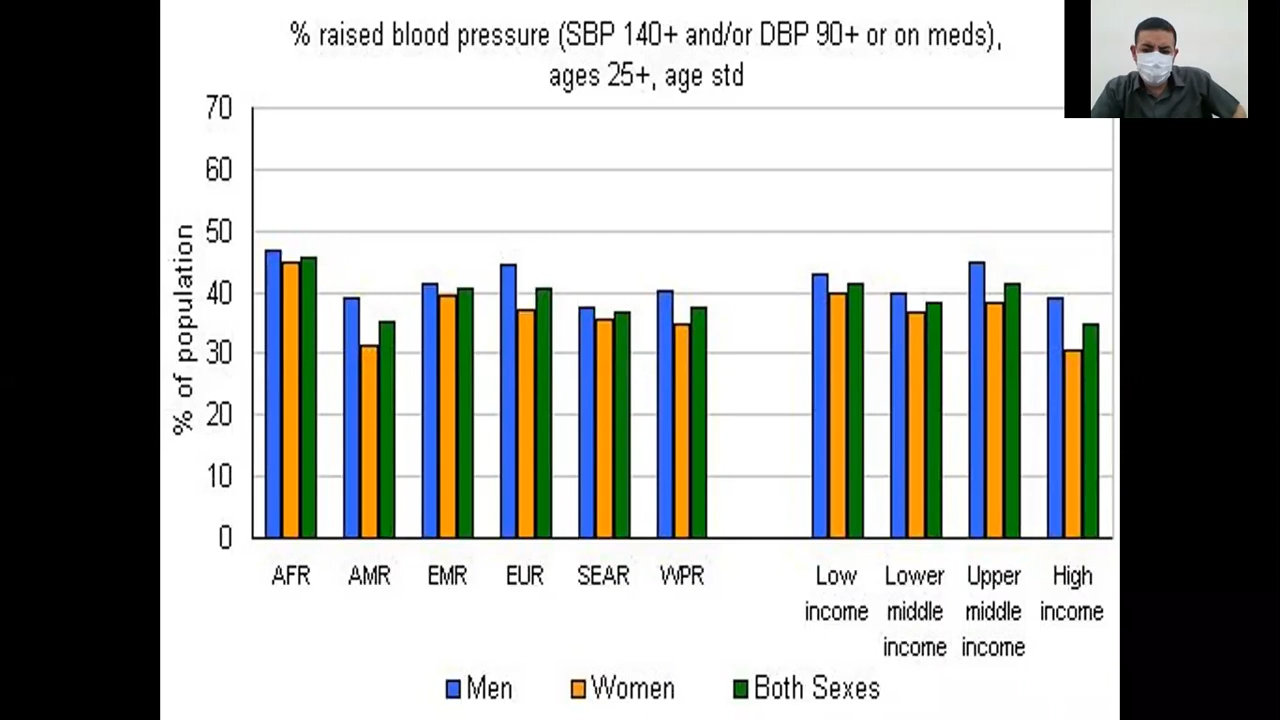 % raised blood pressure (SBP 140+ and/or DBP 90+ or on meds),
ages 25+, age std
70
60
50
40
30
20
10
0
% of population
AFR
AMR
EMR
EUR
SEAR
WPR
Low
income
Lower
middle
income
Upper
middle
income
High
income
Men
Women
Both Sexes